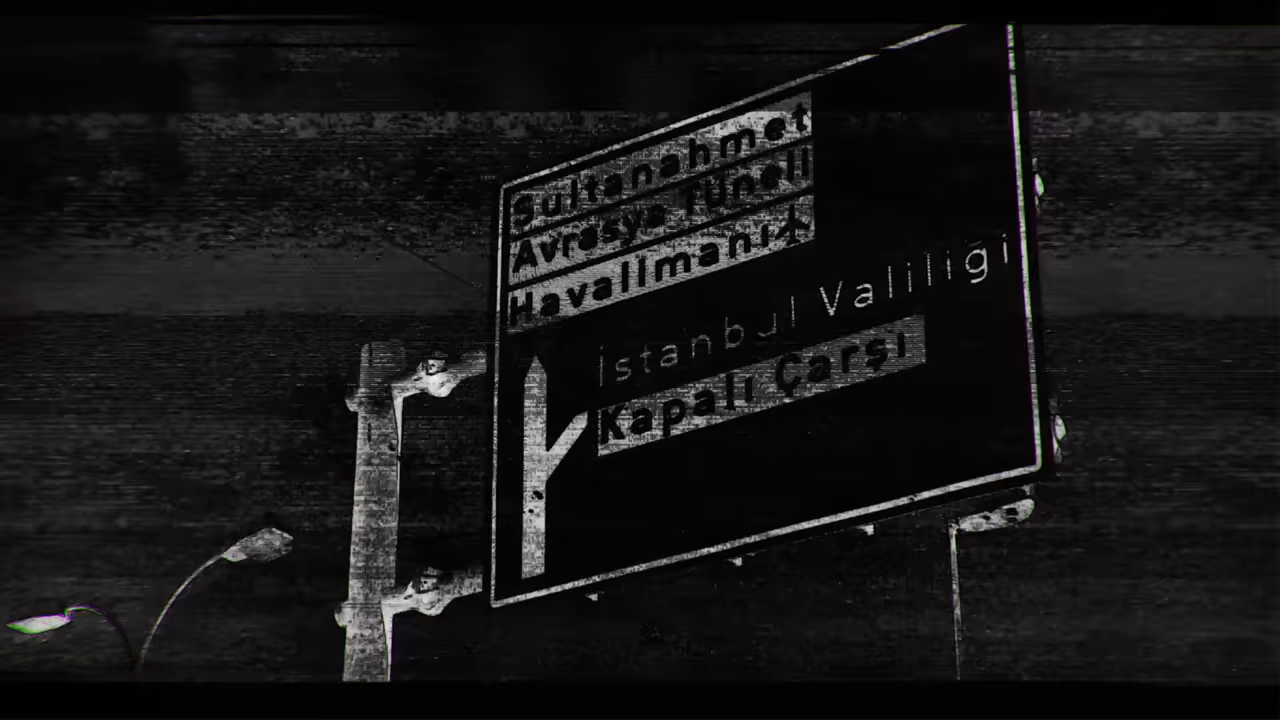 Sultanahmet
Avrasya Tüneli
Havalimanı
İstanbul Valiliği
Kapalı Çarşı